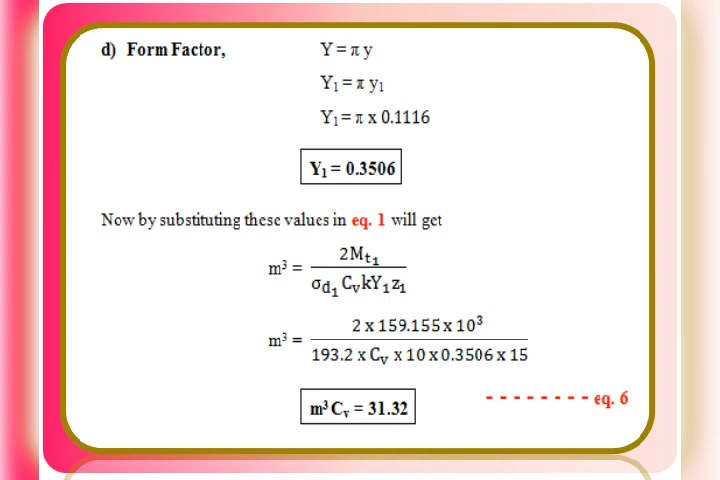 d) Form Factor, Y = π y
Y₁ = π y₁
Y₁ = π x 0.1116
Y₁ = 0.3506
Now by substituting these values in eq. 1 will get
m³ = 2Mt₁ / σd₁ CᵥkY₁z₁
m³ = 2 x 159.155 x 10³ / 193.2 x Cᵥ x 10 x 0.3506 x 15
m³ Cᵥ = 31.32 - - - - - - - - eq. 6